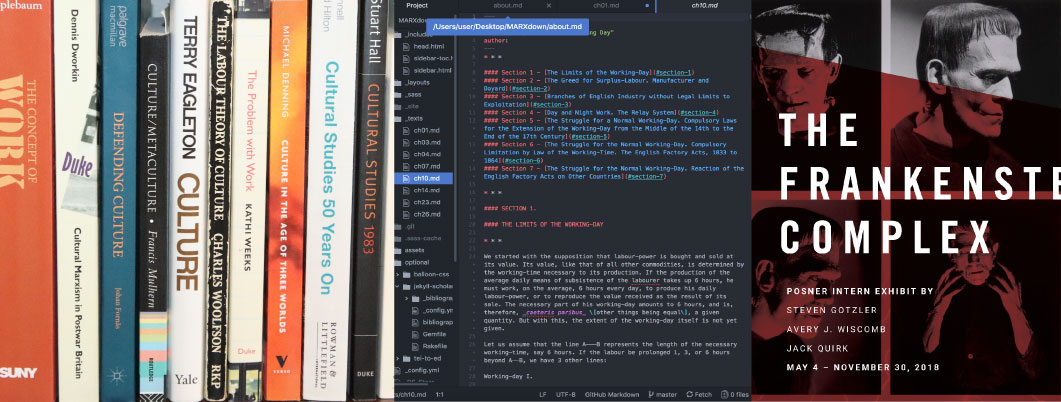 plebaum
THE CONCEPT OF
WORK
SUNY
Dennis Dworkin
Duke
Cultural Marxism in Postwar Britain
palgrave
macmillan
DEFENDING CULTURE
Johan Fornäs
CULTURE/METACULTURE • Francis Mulhern
ROUTLEDGE
TERRY EAGLETON
CULTURE
Yale
THE LABOUR THEORY OF CULTURE
CHARLES WOOLFSON
RKP
The Problem with Work
KATHI WEEKS
Duke
MICHAEL DENNING
CULTURE IN THE AGE OF THREE WORLDS
VERSO
Cultural Studies 50 Years On
ROWMAN &
LITTLEFIELD
Stuart Hall
CULTURAL STUDIES 1983
DUKE
Project
about.md
ch01.md
ch10.md
MARXdow
/Users/user/Desktop/MARXdown/about.md
_includes
head.html
sidebar-toc.h
sidebar.html
_layouts
_sass
_site
_texts
ch01.md
ch03.md
ch04.md
ch07.md
ch10.md
ch14.md
ch23.md
ch26.md
.git
.sass-cache
assets
optional
balloon-css
jekyll-schola
_bibliograp
_config.ym
bibliograp
Gemfile
Rakefile
tei-to-ed
_config.yml
ing Day"
author:
---
* * *
#### Section 1 - [The Limits of the Working-Day](#section-1)
#### Section 2 - [The Greed for Surplus-Labour. Manufacturer and
Boyard](#section-2)
#### Section 3 - [Branches of English Industry without Legal Limits to
Exploitation](#section-3)
#### Section 4 - [Day and Night Work. The Relay System](#section-4)
#### Section 5 - [The Struggle for a Normal Working-Day. Compulsory Laws
for the Extension of the Working-Day from the Middle of the 14th to the
End of the 17th Century](#section-5)
#### Section 6 - [The Struggle for the Normal Working-Day. Compulsory
Limitation by Law of the Working-Time. The English Factory Acts, 1833 to
1864](#section-6)
#### Section 7 - [The Struggle for the Normal Working-Day. Reaction of the
English Factory Acts on Other Countries](#section-7)
* * *
#### SECTION 1.
#### THE LIMITS OF THE WORKING-DAY
* * *
We started with the supposition that labour-power is bought and sold at
its value. Its value, like that of all other commodities, is determined by
the working-time necessary to its production. If the production of the
average daily means of subsistence of the labourer takes up 6 hours, he
must work, on the average, 6 hours every day, to produce his daily
labour-power, or to reproduce the value received as the result of its
sale. The necessary part of his working-day amounts to 6 hours, and is,
therefore, _caeteris paribus_ \[other things being equal\], a given
quantity. But with this, the extent of the working-day itself is not yet
given.
Let us assume that the line A---B represents the length of the necessary
working-time, say 6 hours. If the labour be prolonged 1, 3, or 6 hours
beyond A--B, we have 3 other lines:
Working-day I.
s/ch10.md 1:1
LF UTF-8 GitHub Markdown master Fetch 0 files
THE
FRANKENSTE
COMPLEX
POSNER INTERN EXHIBIT BY
STEVEN GOTZLER
AVERY J. WISCOMB
JACK QUIRK
MAY 4 – NOVEMBER 30, 2018